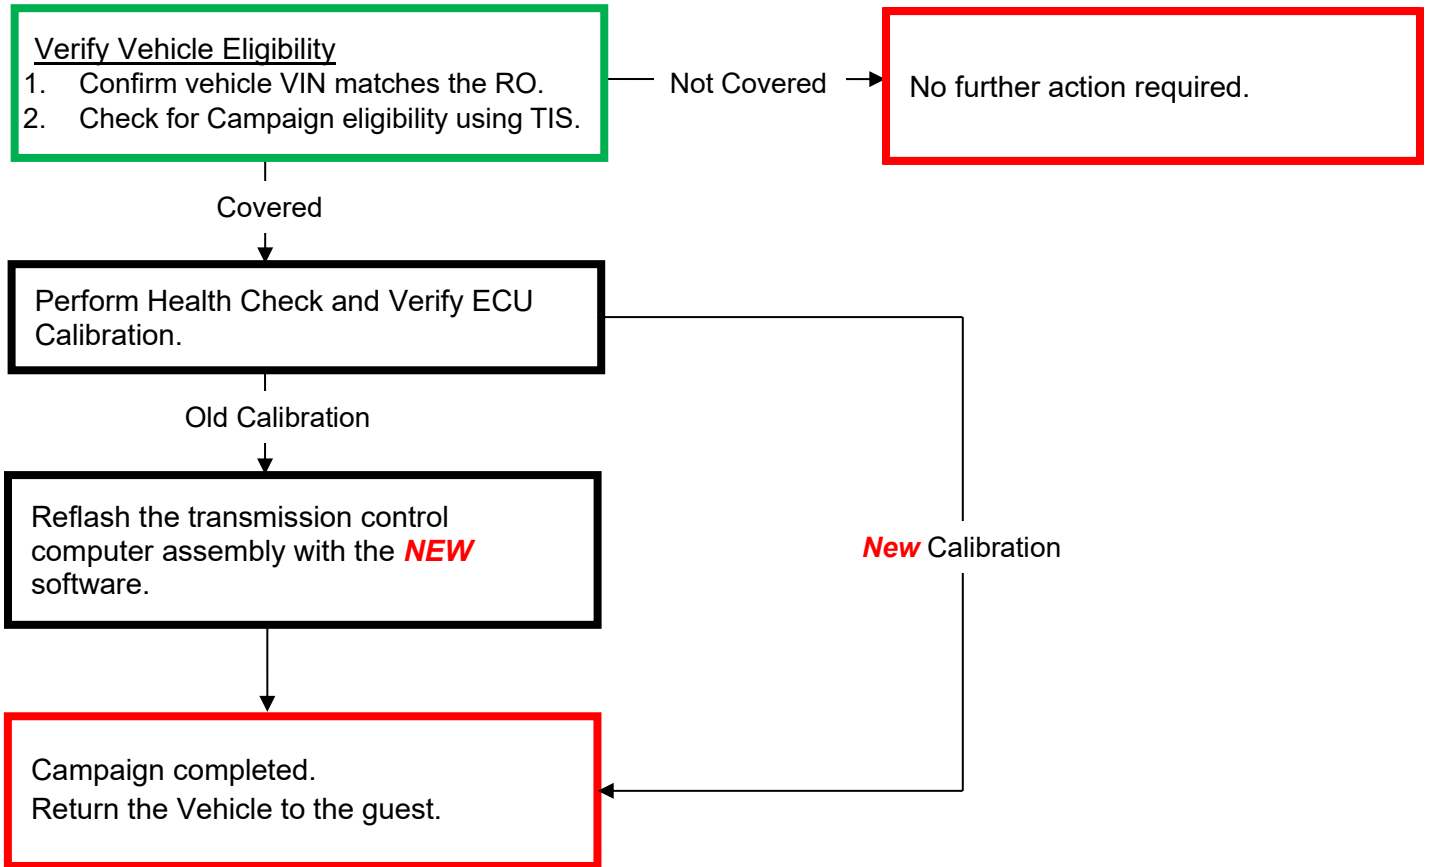 Verify Vehicle Eligibility
1. Confirm vehicle VIN matches the RO.
2. Check for Campaign eligibility using TIS.
Not Covered
No further action required.
Covered
Perform Health Check and Verify ECU
Calibration.
Old Calibration
Reflash the transmission control
computer assembly with the NEW
software.
New Calibration
Campaign completed.
Return the Vehicle to the guest.